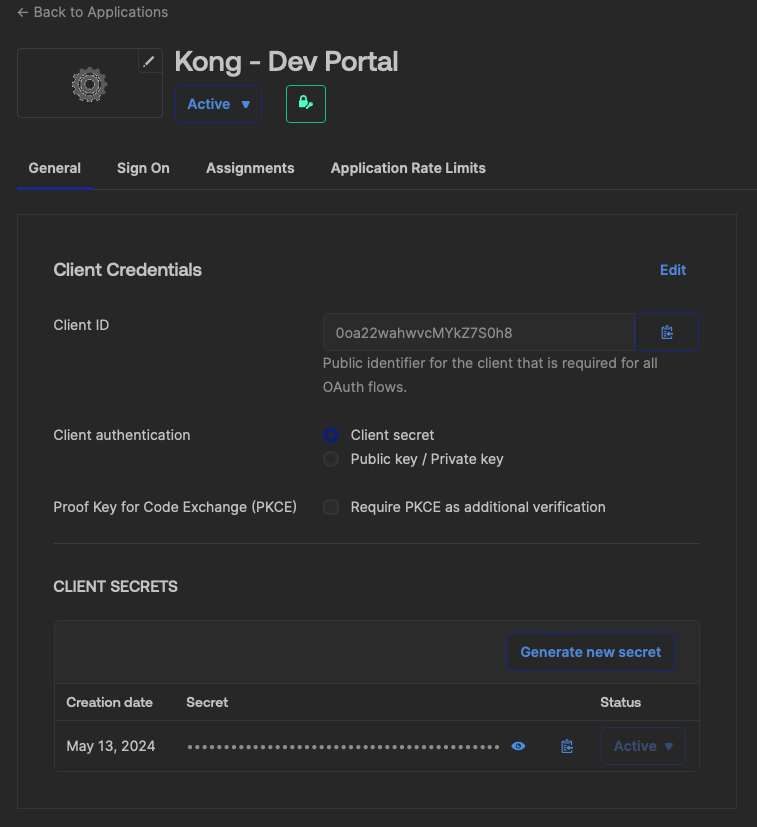 ← Back to Applications
Kong - Dev Portal
Active ▼
General Sign On Assignments Application Rate Limits
Client Credentials Edit
Client ID 0oa22wahwvcMYkZ7S0h8
Public identifier for the client that is required for all
OAuth flows.
Client authentication Client secret
Public key / Private key
Proof Key for Code Exchange (PKCE) Require PKCE as additional verification
CLIENT SECRETS
Generate new secret
Creation date Secret Status
May 13, 2024 •••••••••••••••••••••••••••••••••••••••• Active ▼